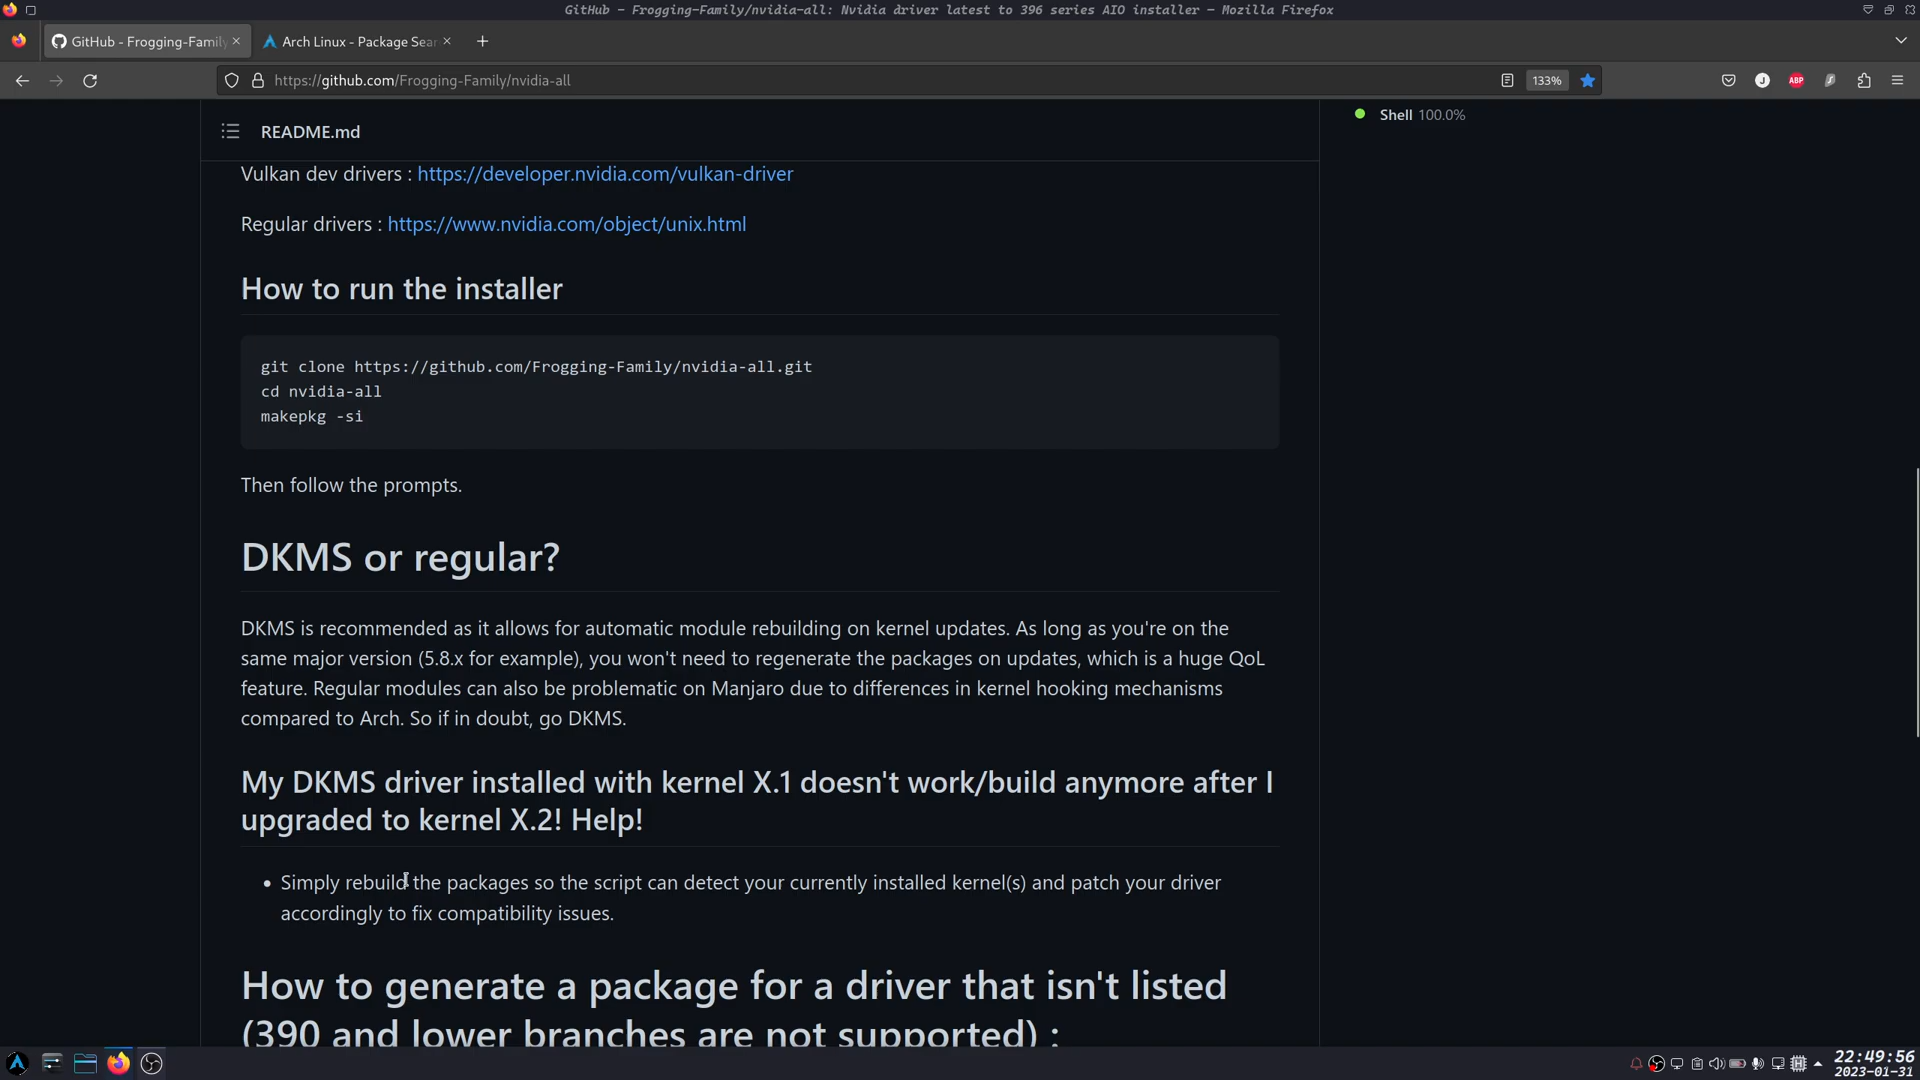 GitHub - Frogging-Family/nvidia-all: Nvidia driver latest to 396 series AIO installer — Mozilla Firefox
GitHub - Frogging-Famil
Arch Linux - Package Sear
https://github.com/Frogging-Family/nvidia-all
133%
J
ABP
README.md
Shell 100.0%
Vulkan dev drivers : https://developer.nvidia.com/vulkan-driver
Regular drivers : https://www.nvidia.com/object/unix.html
How to run the installer
git clone https://github.com/Frogging-Family/nvidia-all.git
cd nvidia-all
makepkg -si
Then follow the prompts.
DKMS or regular?
DKMS is recommended as it allows for automatic module rebuilding on kernel updates. As long as you're on the
same major version (5.8.x for example), you won't need to regenerate the packages on updates, which is a huge QoL
feature. Regular modules can also be problematic on Manjaro due to differences in kernel hooking mechanisms
compared to Arch. So if in doubt, go DKMS.
My DKMS driver installed with kernel X.1 doesn't work/build anymore after I
upgraded to kernel X.2! Help!
• Simply rebuild the packages so the script can detect your currently installed kernel(s) and patch your driver
accordingly to fix compatibility issues.
How to generate a package for a driver that isn't listed
(390 and lower branches are not supported) :
22:49:56
2023-01-31